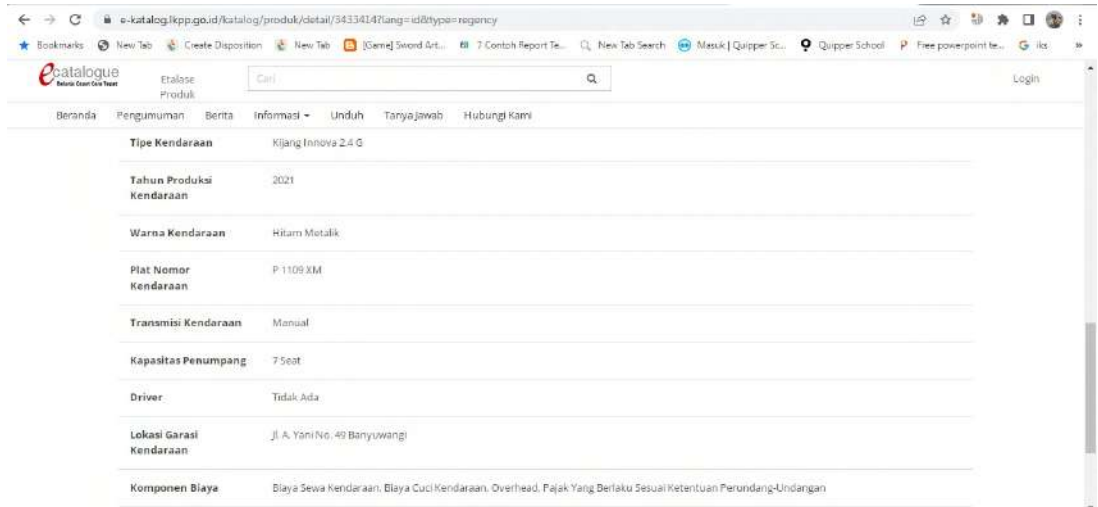 e-katalog.lkpp.go.id/katalog/produk/detail/3433414?lang=id&type=regency
Bookmarks New Tab Create Disposition New Tab [Game] Sword Art... 7 Contoh Report Te... New Tab Search Masuk | Quipper Sc... Quipper School Free powerpoint te... iks »
ecatalogue Etalase Produk Cari Login
Beranda Pengumuman Berita Informasi Unduh Tanya Jawab Hubungi Kami
Tipe Kendaraan Kijang Innova 2.4 G
Tahun Produksi 2021
Kendaraan
Warna Kendaraan Hitam Metalik
Plat Nomor P 1109 XM
Kendaraan
Transmisi Kendaraan Manual
Kapasitas Penumpang 7 Seat
Driver Tidak Ada
Lokasi Garasi Jl. A. Yani No. 49 Banyuwangi
Kendaraan
Komponen Biaya Biaya Sewa Kendaraan, Biaya Cuci Kendaraan, Overhead, Pajak Yang Berlaku Sesuai Ketentuan Perundang-Undangan